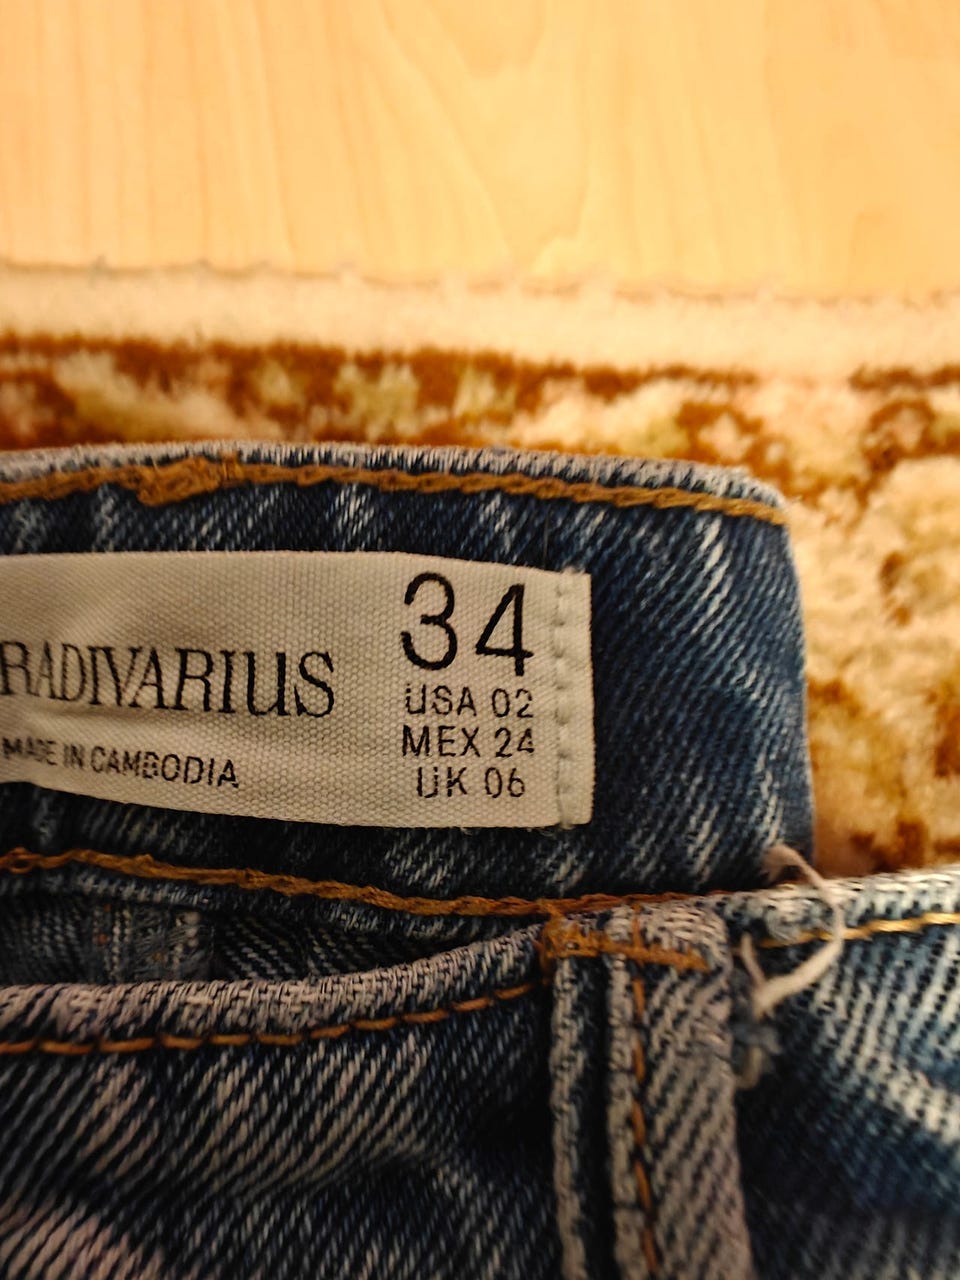 RADIVARIUS
MADE IN CAMBODIA
34
USA 02
MEX 24
UK 06